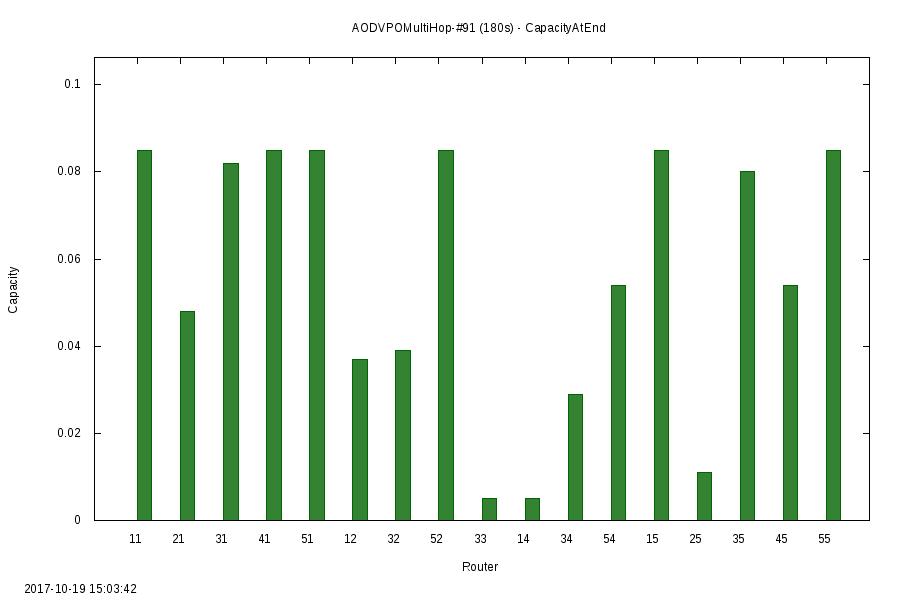 AODVPOMultiHop-#91 (180s) - CapacityAtEnd
0.1
0.08
0.06
0.04
0.02
0
Capacity
11 21 31 41 51 12 32 52 33 14 34 54 15 25 35 45 55
Router
2017-10-19 15:03:42